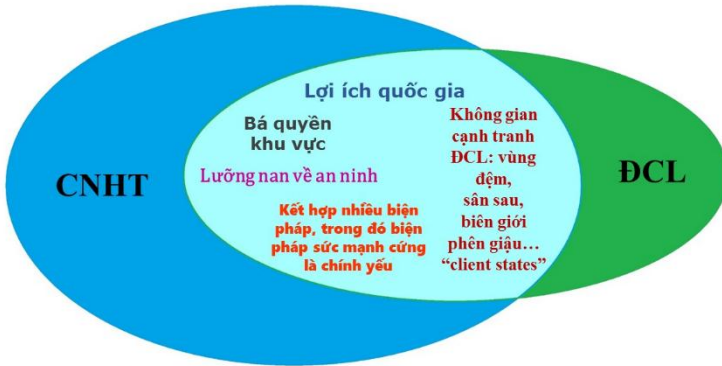 CNHT
Lợi ích quốc gia
Bá quyền
khu vực
Lưỡng nan về an ninh
Kết hợp nhiều biện
pháp, trong đó biện
pháp sức mạnh cứng
là chính yếu
Không gian
cạnh tranh
ĐCL: vùng
đệm,
sân sau,
biên giới
phên giậu...
“client states”
ĐCL